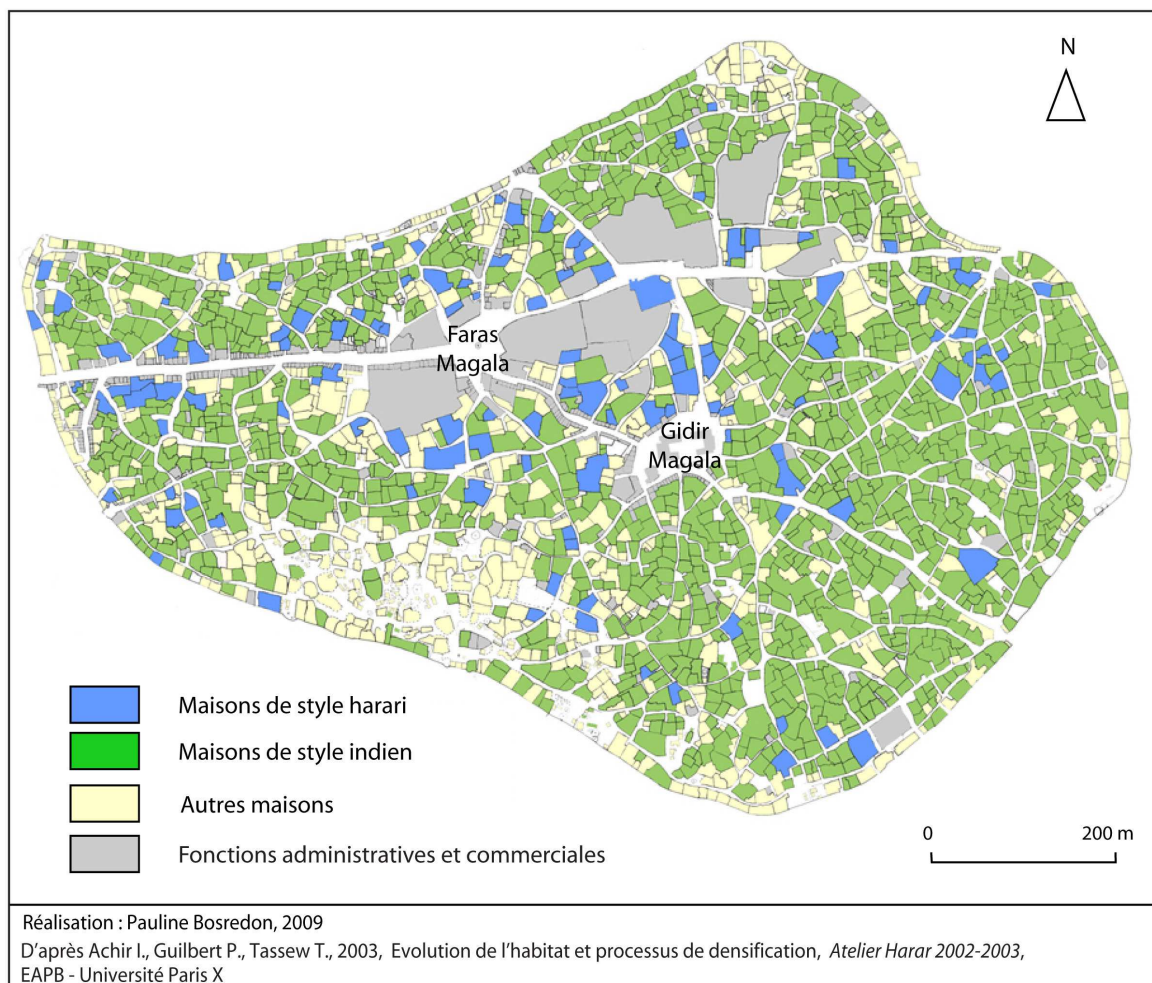 N
Faras
Magala
Gidir
Magala
Maisons de style harari
Maisons de style indien
Autres maisons
Fonctions administratives et commerciales
0 200 m
Réalisation : Pauline Bosredon, 2009
D'après Achir I., Guilbert P., Tassew T., 2003, Evolution de l'habitat et processus de densification, Atelier Harar 2002-2003,
EAPB - Université Paris X